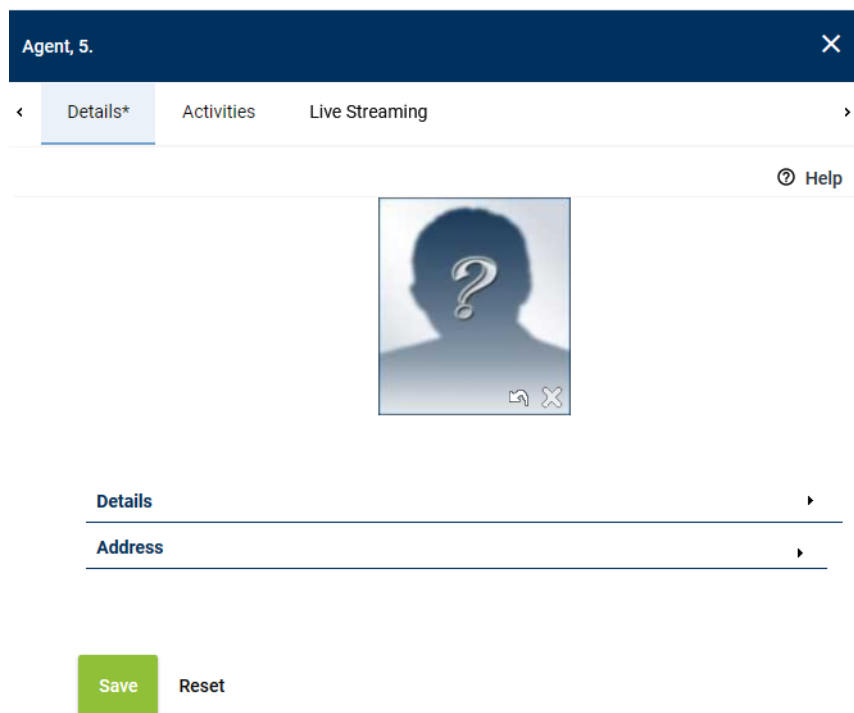 Agent, 5.
Details* Activities Live Streaming
Help
?
Details
Address
Save Reset